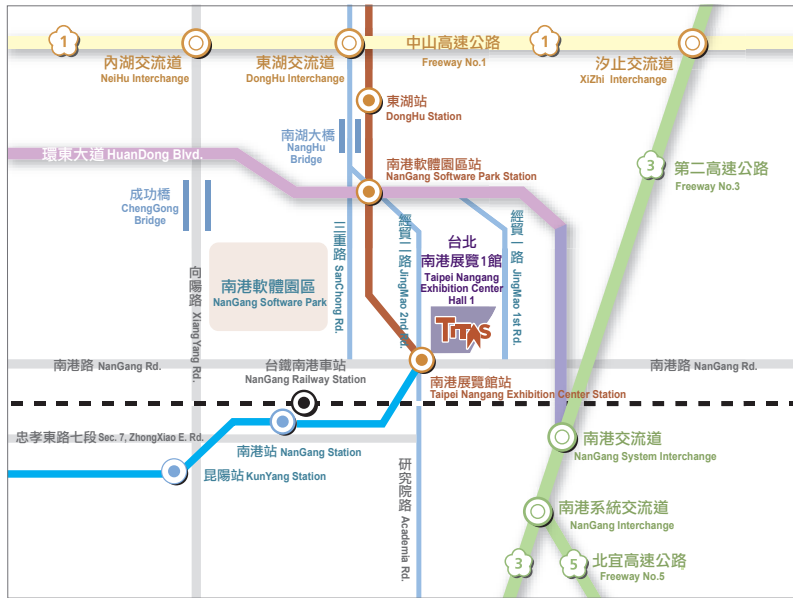 1
中山高速公路
Freeway No.1
1
內湖交流道
NeiHu Interchange
東湖交流道
DongHu Interchange
汐止交流道
XiZhi Interchange
東湖站
DongHu Station
南湖大橋
NangHu
Bridge
環東大道 HuanDong Blvd.
南港軟體園區站
NanGang Software Park Station
3
第二高速公路
Freeway No.3
成功橋
ChengGong
Bridge
向陽路 XiangYang Rd.
南港軟體園區
NanGang Software Park
三重路 SanChong Rd.
經貿二路 JingMao 2nd Rd.
台北
南港展覽1館
Taipei Nangang
Exhibition Center
Hall 1
經貿一路 JingMao 1st Rd.
南港路 NanGang Rd.
台鐵南港車站
NanGang Railway Station
南港路 NanGang Rd.
南港展覽館站
Taipei Nangang Exhibition Center Station
忠孝東路七段 Sec. 7, ZhongXiao E. Rd.
南港站 NanGang Station
昆陽站 KunYang Station
研究院路 Academia Rd.
南港交流道
NanGang System Interchange
南港系統交流道
NanGang Interchange
3
5
北宜高速公路
Freeway No.5